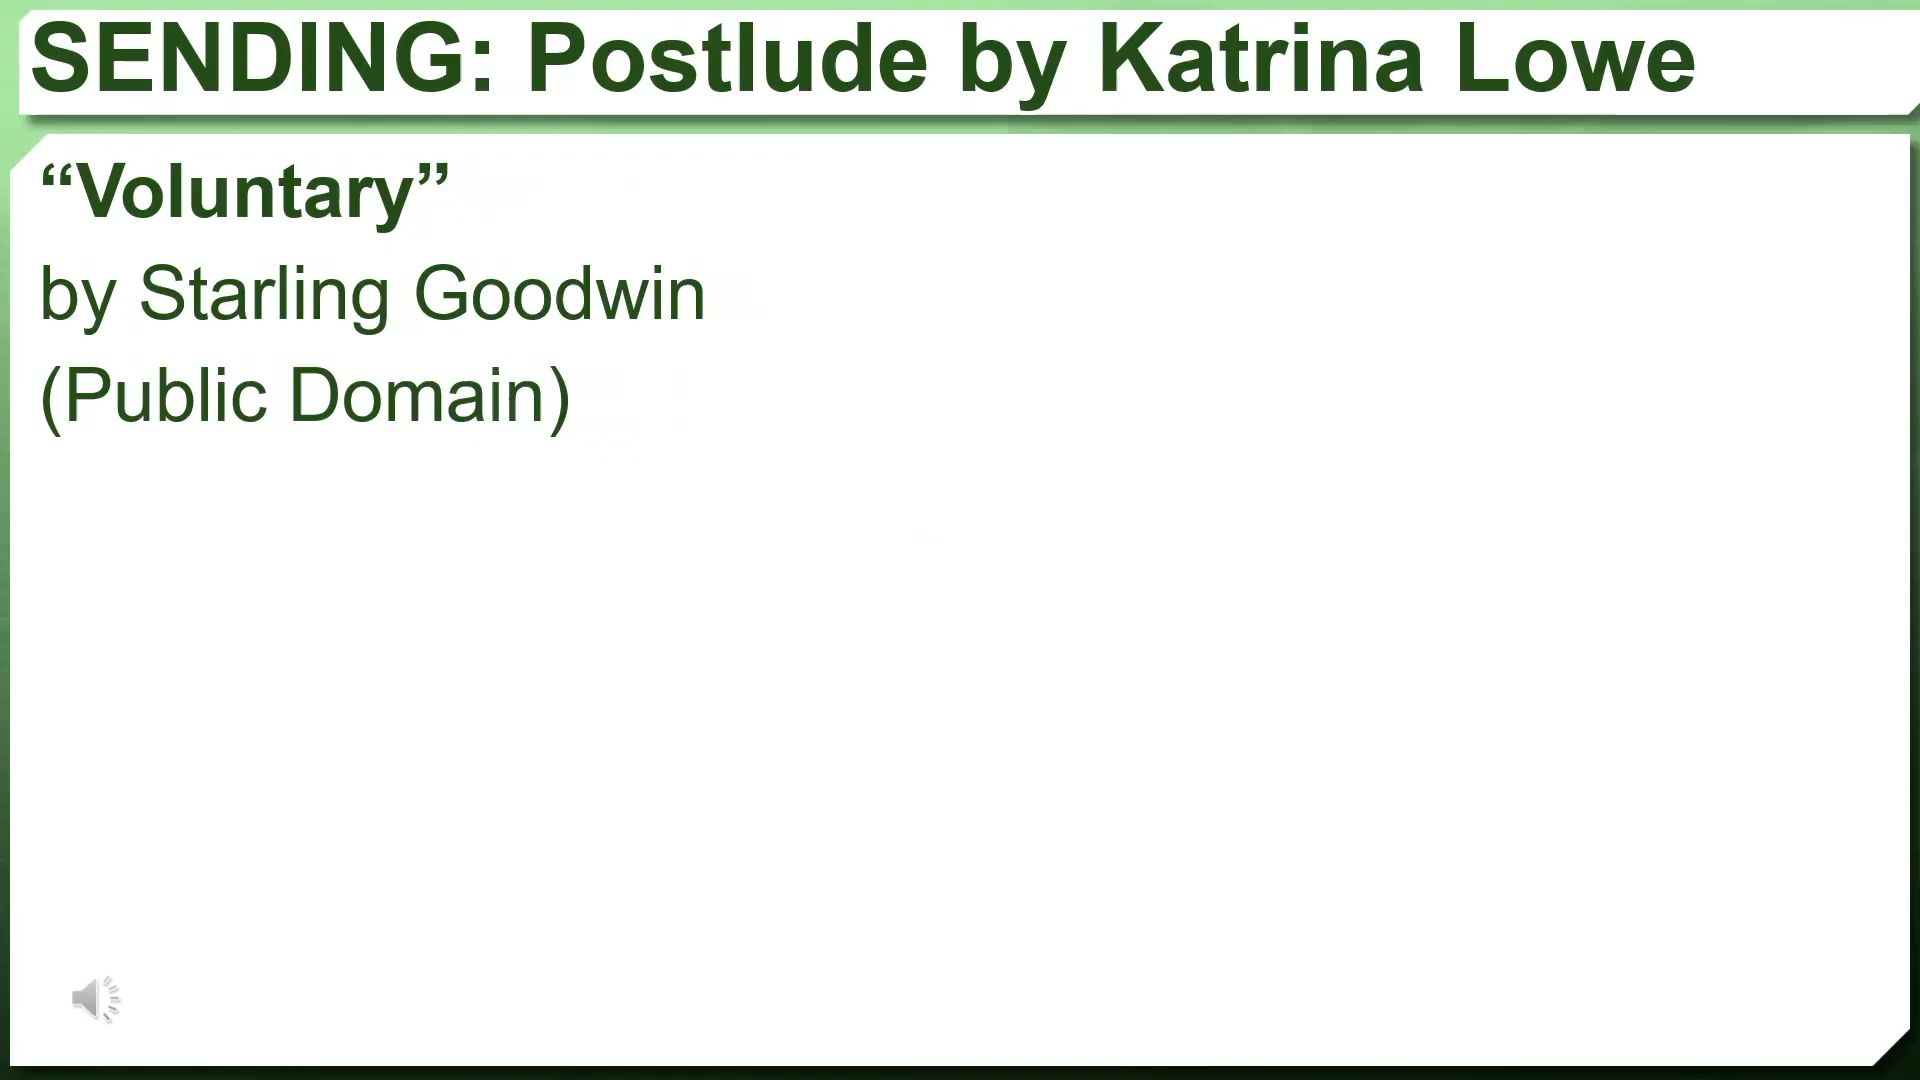 SENDING: Postlude by Katrina Lowe
“Voluntary”
by Starling Goodwin
(Public Domain)